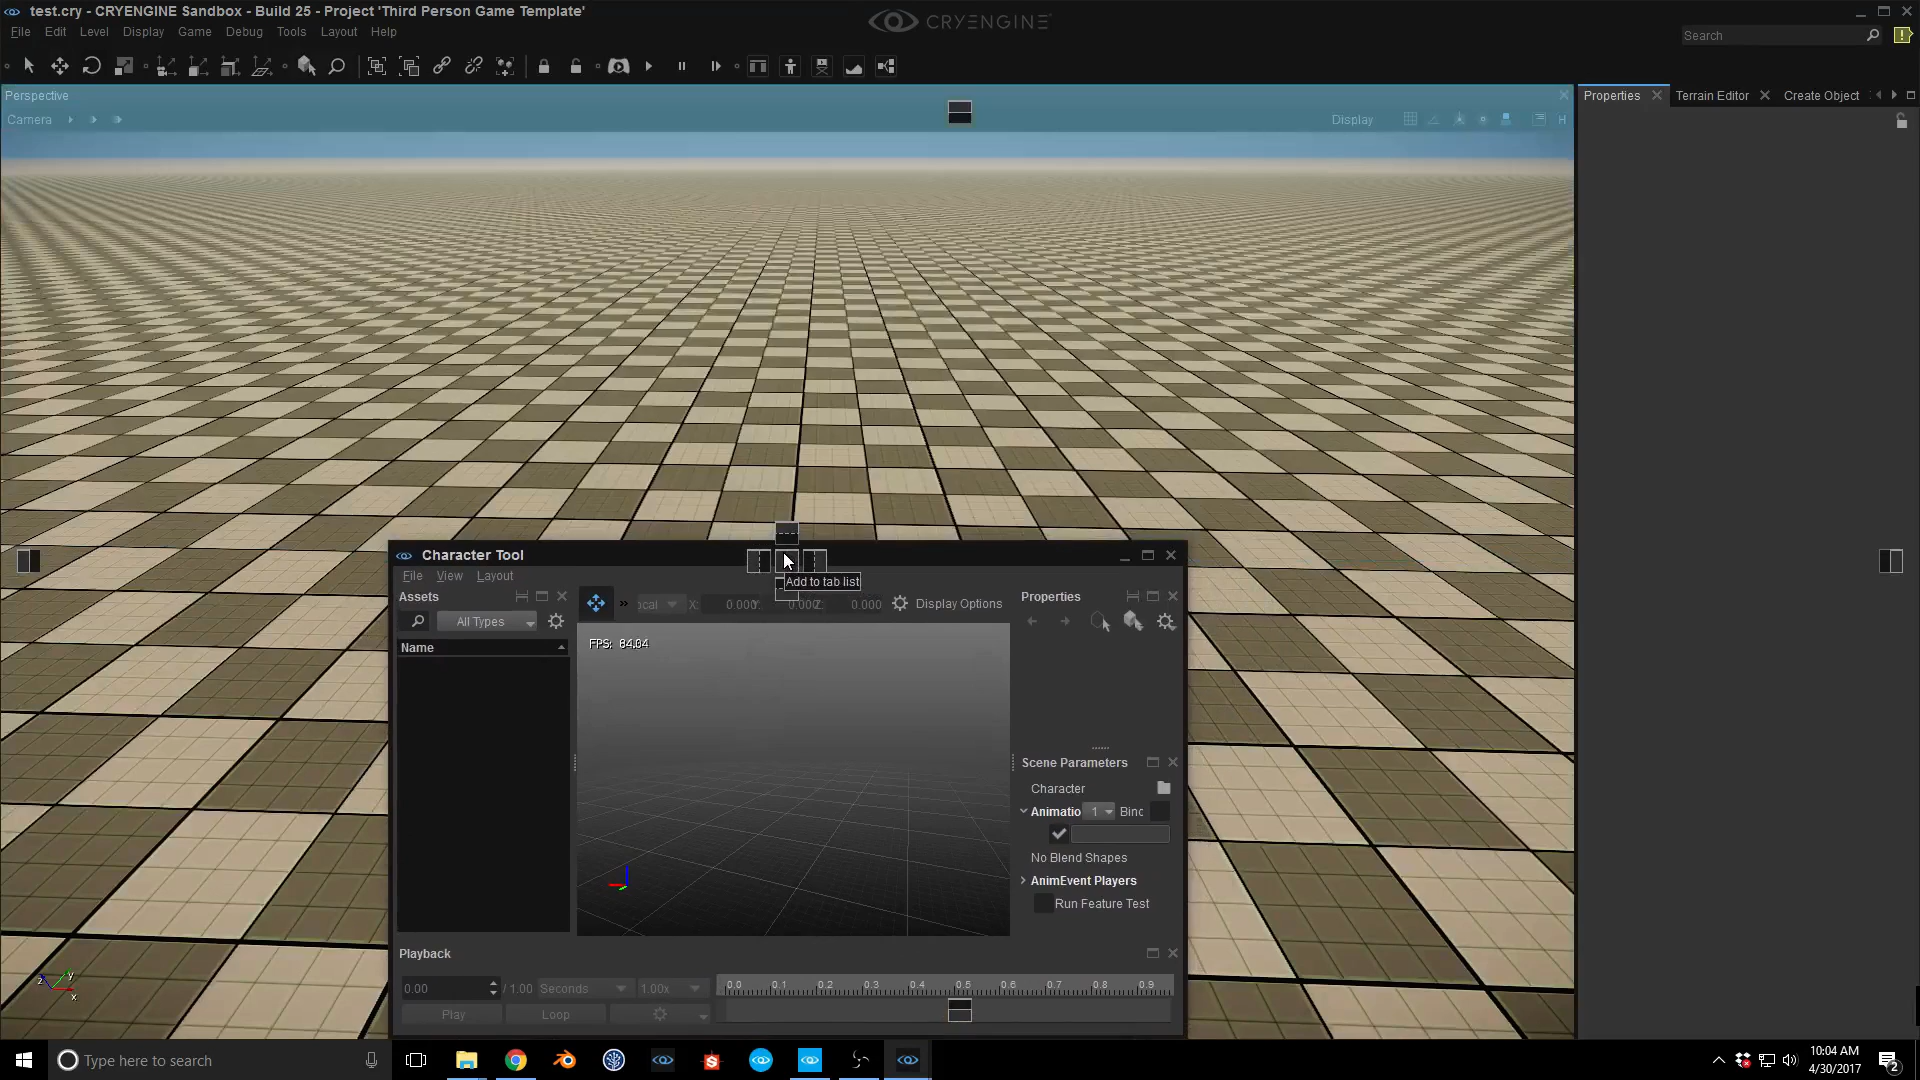 test.cry - CRYENGINE Sandbox - Build 25 - Project 'Third Person Game Template'
CRYENGINE
File Edit Level Display Game Debug Tools Layout Help
Search
Perspective
Properties Terrain Editor Create Object
Camera
Display
H
Character Tool
File View Layout
Add to tab list
Assets
ocal X: 0.000 Y: 0.000 Z: 0.000 Display Options
Properties
All Types
Name
FPS: 84.04
Scene Parameters
Character
Animatio 1 Binc
No Blend Shapes
AnimEvent Players
Run Feature Test
Playback
0.00 / 1.00 Seconds 1.00x
0.0 0.1 0.2 0.3 0.4 0.5 0.6 0.7 0.8 0.9
Play Loop
z y x
Type here to search
10:04 AM
4/30/2017
2